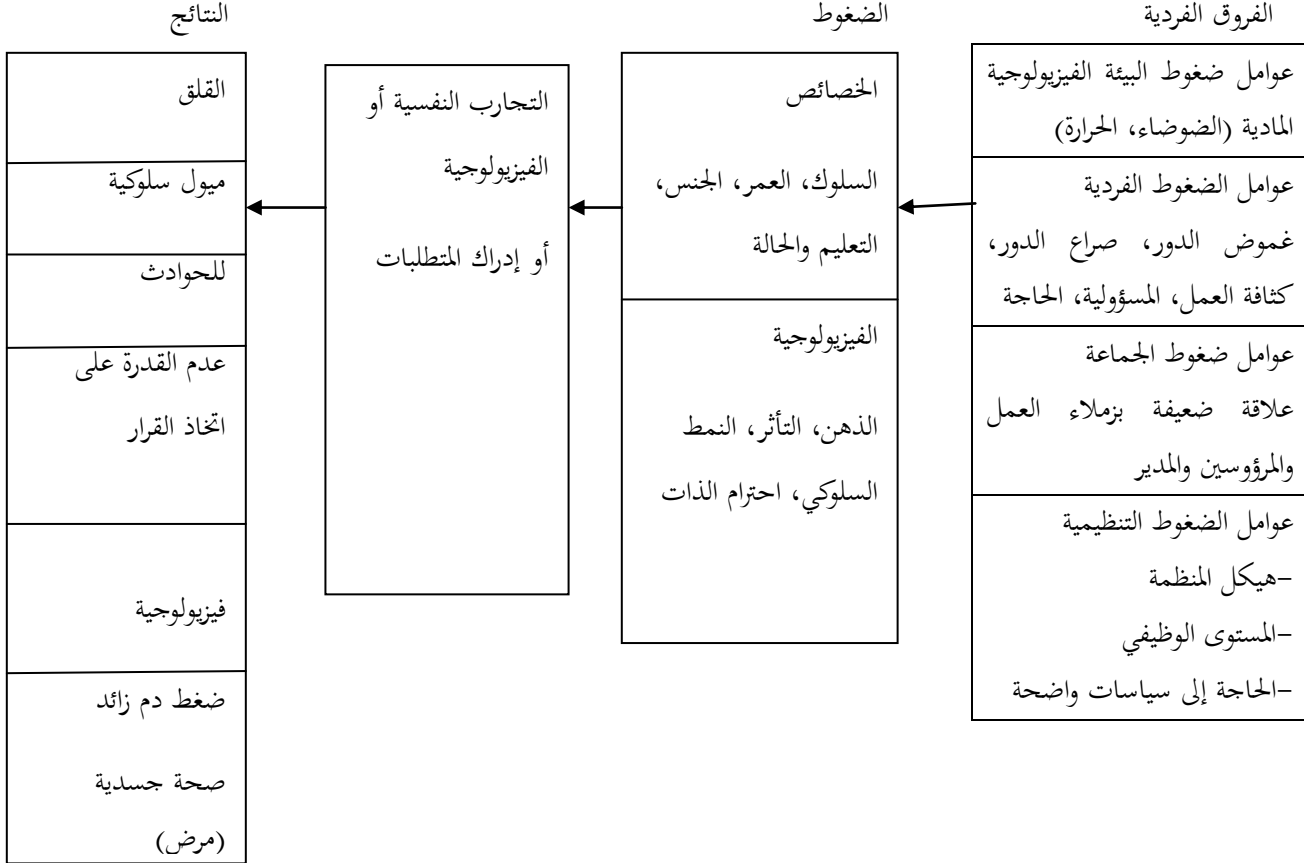 الفروق الفردية
الضغوط
النتائج
عوامل ضغوط البيئة الفيزيولوجية
المادية (الضوضاء، الحرارة)
عوامل الضغوط الفردية
غموض الدور، صراع الدور،
كثافة العمل، المسؤولية، الحاجة
عوامل ضغوط الجماعة
علاقة ضعيفة بزملاء العمل
والمرؤوسين والمدير
عوامل الضغوط التنظيمية
-هيكل المنظمة
-المستوى الوظيفي
-الحاجة إلى سياسات واضحة
الخصائص
السلوك، العمر، الجنس،
التعليم والحالة
الفيزيولوجية
الذهن، التأثر، النمط
السلوكي، احترام الذات
التجارب النفسية أو
الفيزيولوجية
أو إدراك المتطلبات
القلق
ميول سلوكية
للحوادث
عدم القدرة على
اتخاذ القرار
فيزيولوجية
ضغط دم زائد
صحة جسدية
(مرض)